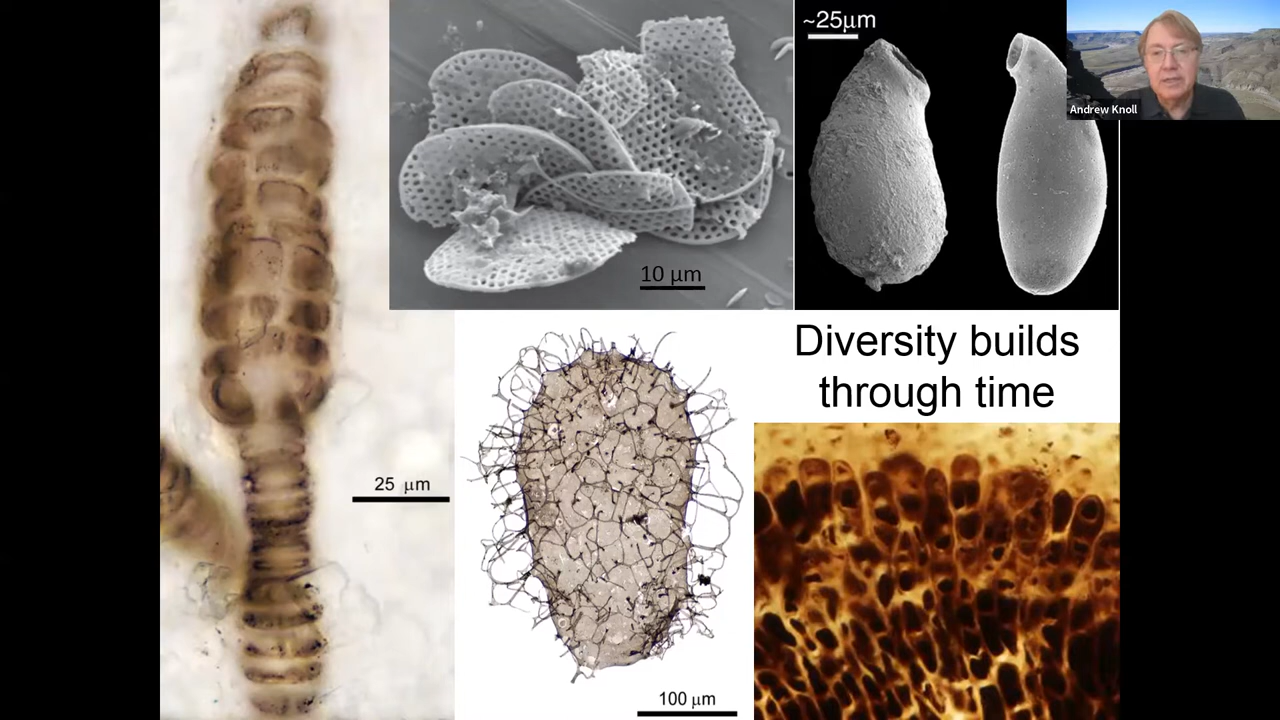 ~25μm
Andrew Knoll
10 μm
Diversity builds
through time
25 μm
100 μm